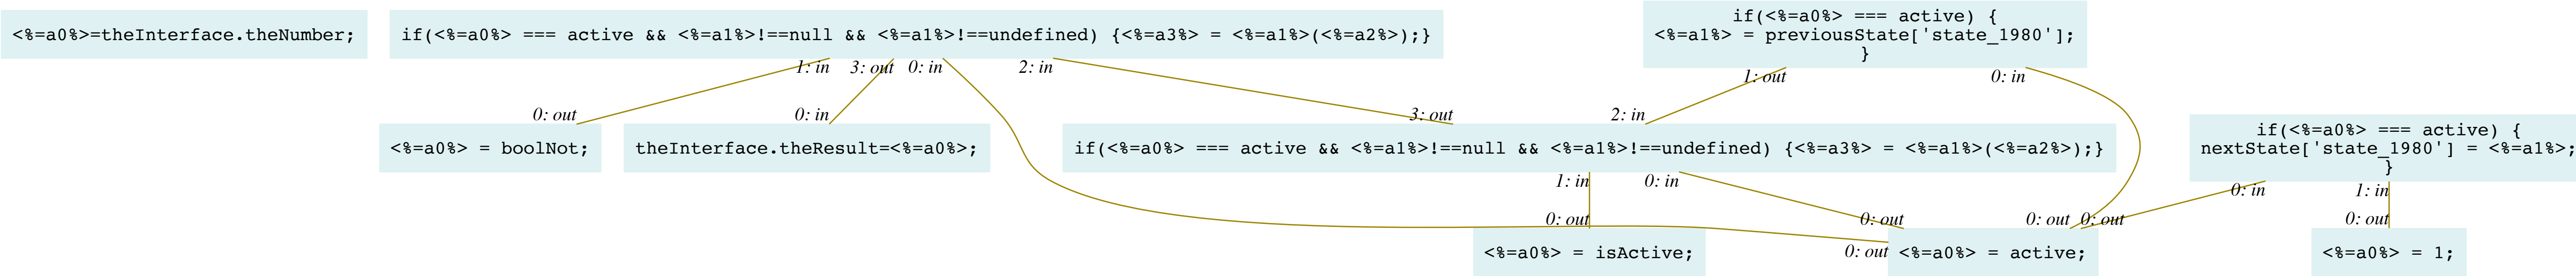 <%=a0%>=theInterface.theNumber;
if(<%=a0%> === active && <%=a1%>!==null && <%=a1%>!==undefined) {<%=a3%> = <%=a1%>(<%=a2%>);}
if(<%=a0%> === active) {
<%=a1%> = previousState['state_1980'];
}
1: in
3: out
0: in
2: in
1: out
0: in
0: out
0: in
3: out
2: in
<%=a0%> = boolNot;
theInterface.theResult=<%=a0%>;
if(<%=a0%> === active && <%=a1%>!==null && <%=a1%>!==undefined) {<%=a3%> = <%=a1%>(<%=a2%>);}
if(<%=a0%> === active) {
nextState['state_1980'] = <%=a1%>;
}
1: in
0: in
0: in
1: in
0: out
0: out
0: out
0: out
0: out
0: out
<%=a0%> = isActive;
<%=a0%> = active;
<%=a0%> = 1;